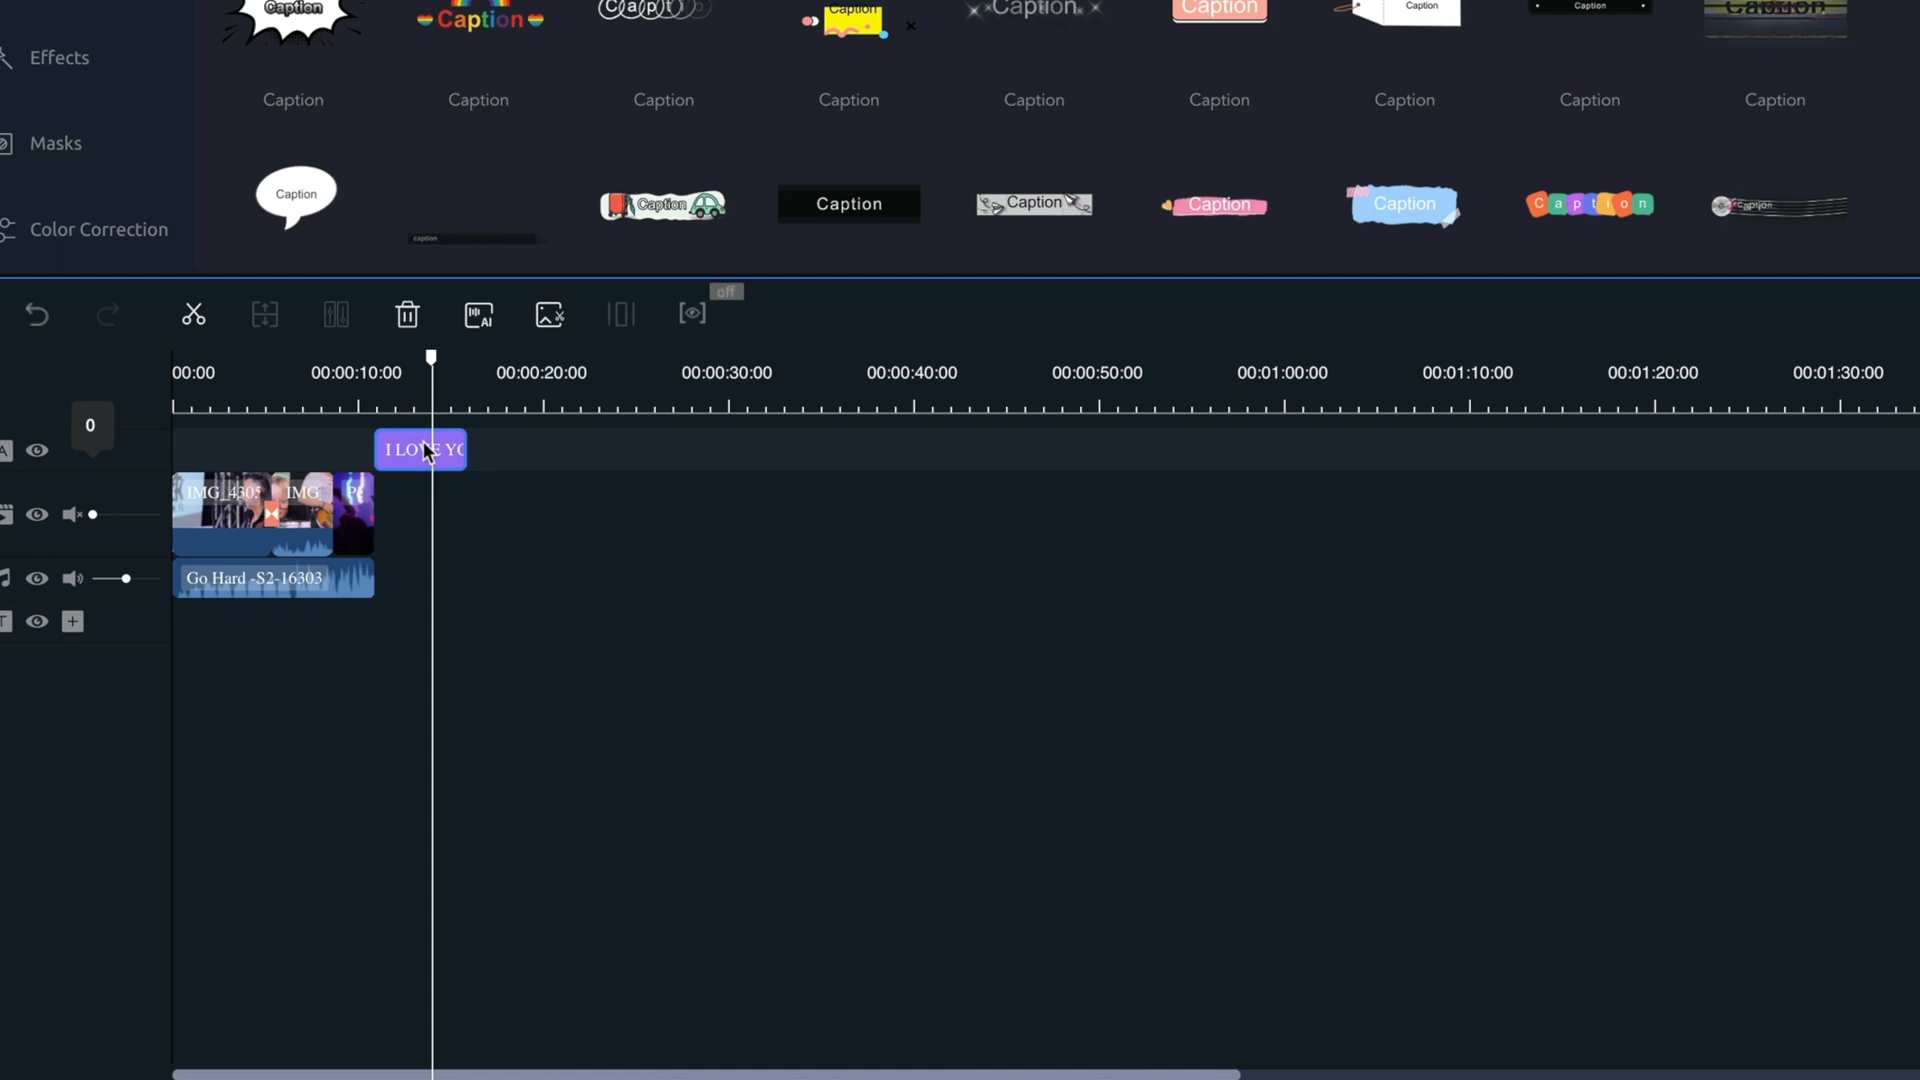 Caption Caption Capti Caption Caption Caption Caption Caption Caption
Effects
Caption Caption Caption Caption Caption Caption Caption Caption Caption
Masks
Caption caption Caption Caption Caption Caption Caption Caption Caption
Color Correction
off
AI
00:00 00:00:10:00 00:00:20:00 00:00:30:00 00:00:40:00 00:00:50:00 00:01:00:00 00:01:10:00 00:01:20:00 00:01:30:00
0
A I LOVE YO
IMG_4305 IMG
Go Hard -S2-16303
T